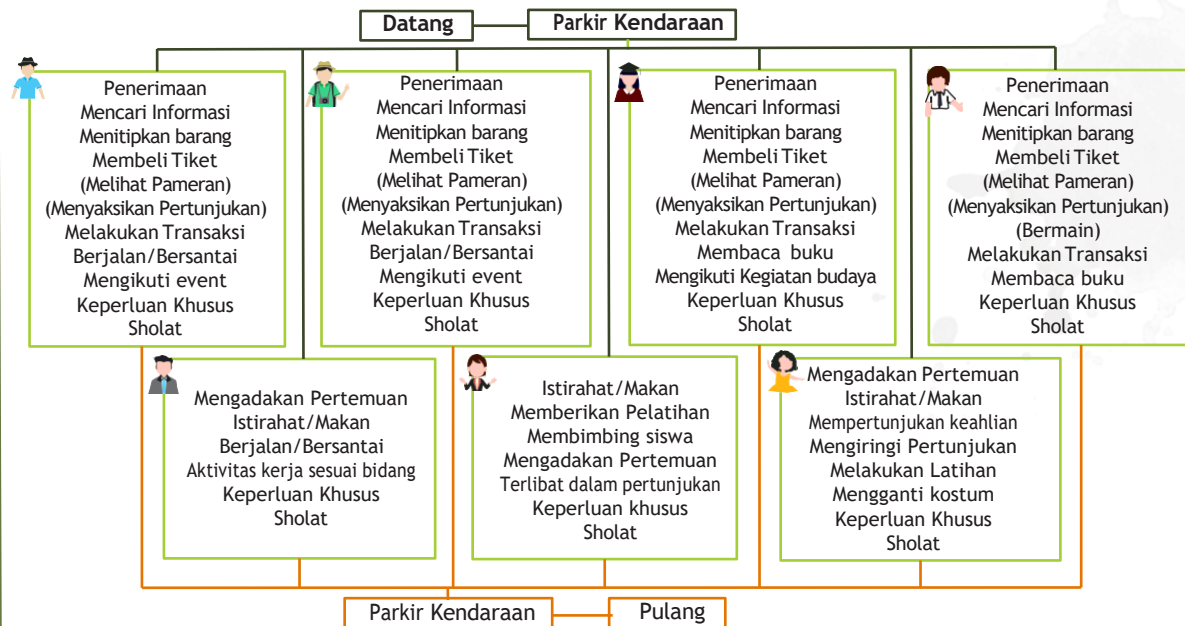 Datang
Parkir Kendaraan
Penerimaan
Mencari Informasi
Menitipkan barang
Membeli Tiket
(Melihat Pameran)
(Menyaksikan Pertunjukan)
Melakukan Transaksi
Berjalan/Bersantai
Mengikuti event
Keperluan Khusus
Sholat
Penerimaan
Mencari Informasi
Menitipkan barang
Membeli Tiket
(Melihat Pameran)
(Menyaksikan Pertunjukan)
Melakukan Transaksi
Berjalan/Bersantai
Mengikuti event
Keperluan Khusus
Sholat
Penerimaan
Mencari Informasi
Menitipkan barang
Membeli Tiket
(Melihat Pameran)
(Menyaksikan Pertunjukan)
Melakukan Transaksi
Membaca buku
Mengikuti Kegiatan budaya
Keperluan Khusus
Sholat
Penerimaan
Mencari Informasi
Menitipkan barang
Membeli Tiket
(Melihat Pameran)
(Menyaksikan Pertunjukan)
(Bermain)
Melakukan Transaksi
Membaca buku
Keperluan Khusus
Sholat
Mengadakan Pertemuan
Istirahat/Makan
Berjalan/Bersantai
Aktivitas kerja sesuai bidang
Keperluan Khusus
Sholat
Istirahat/Makan
Memberikan Pelatihan
Membimbing siswa
Mengadakan Pertemuan
Terlibat dalam pertunjukan
Keperluan khusus
Sholat
Mengadakan Pertemuan
Istirahat/Makan
Mempertunjukan keahlian
Mengiringi Pertunjukan
Melakukan Latihan
Mengganti kostum
Keperluan Khusus
Sholat
Parkir Kendaraan
Pulang